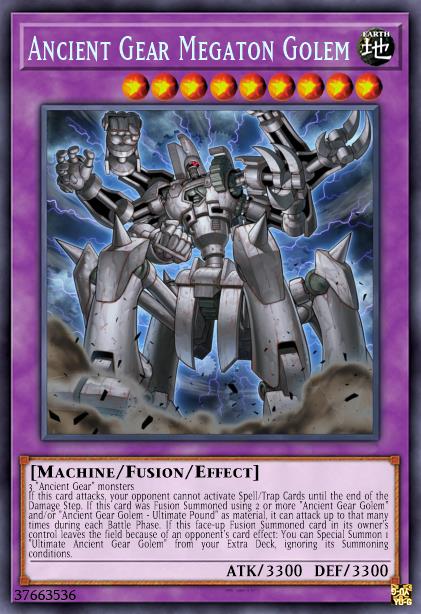 ANCIENT GEAR MEGATON GOLEM
EARTH
地
[MACHINE/FUSION/EFFECT]
3 "Ancient Gear" monsters
If this card attacks, your opponent cannot activate Spell/Trap Cards until the end of the
Damage Step. If this card was Fusion Summoned using 2 or more "Ancient Gear Golem"
and/or "Ancient Gear Golem - Ultimate Pound" as material, it can attack up to that many
times during each Battle Phase. If this face-up Fusion Summoned card in its owner's
control leaves the field because of an opponent's card effect: You can Special Summon 1
"Ultimate Ancient Gear Golem" from your Extra Deck, ignoring its Summoning
conditions.
ATK/3300 DEF/3300
37663536